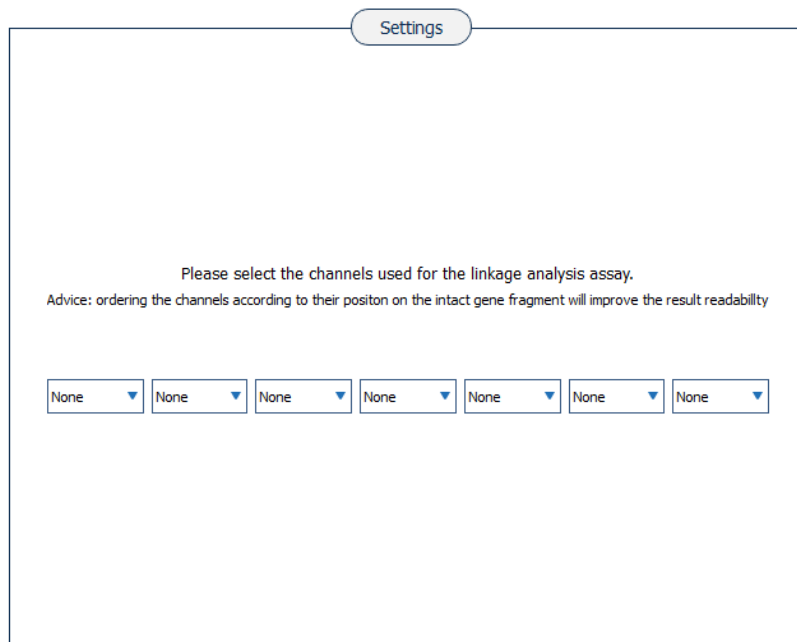 Settings
Please select the channels used for the linkage analysis assay.
Advice: ordering the channels according to their positon on the intact gene fragment will improve the result readabillty
None None None None None None None